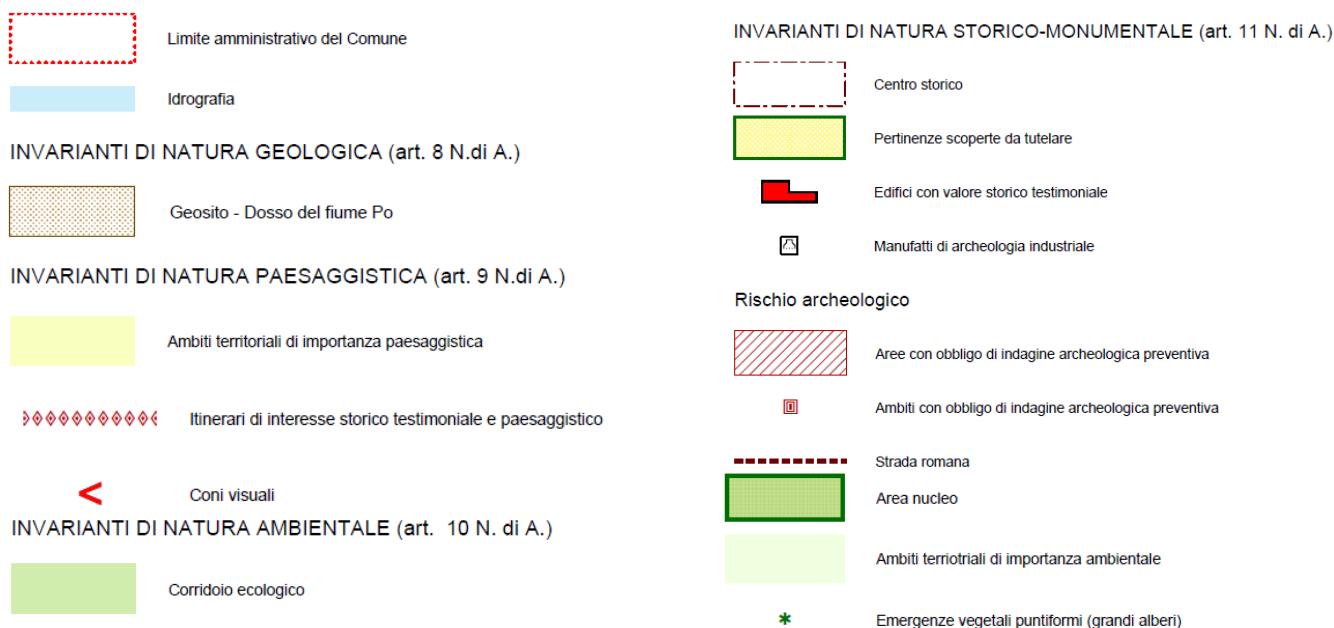 Limite amministrativo del Comune
Idrografia
INVARIANTI DI NATURA GEOLOGICA (art. 8 N.di A.)
Geosito - Dosso del fiume Po
INVARIANTI DI NATURA PAESAGGISTICA (art. 9 N.di A.)
Ambiti territoriali di importanza paesaggistica
Itinerari di interesse storico testimoniale e paesaggistico
Coni visuali
INVARIANTI DI NATURA AMBIENTALE (art. 10 N. di A.)
Corridoio ecologico
INVARIANTI DI NATURA STORICO-MONUMENTALE (art. 11 N. di A.)
Centro storico
Pertinenze scoperte da tutelare
Edifici con valore storico testimoniale
Manufatti di archeologia industriale
Rischio archeologico
Aree con obbligo di indagine archeologica preventiva
Ambiti con obbligo di indagine archeologica preventiva
Strada romana
Area nucleo
Ambiti terriotriali di importanza ambientale
Emergenze vegetali puntiformi (grandi alberi)